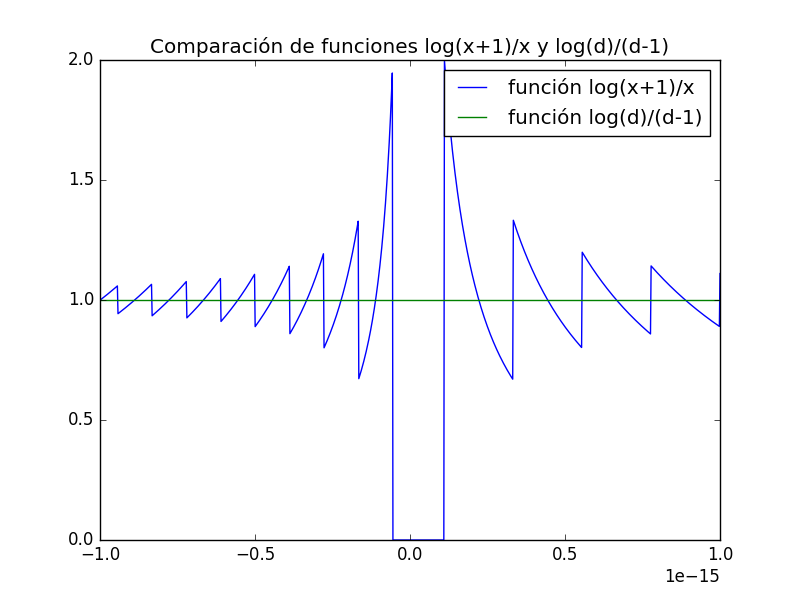 Comparación de funciones log(x+1)/x y log(d)/(d-1)
2.0
función log(x+1)/x
función log(d)/(d-1)
1.5
1.0
0.5
0.0
−1.0 −0.5 0.0 0.5 1.0
1e−15